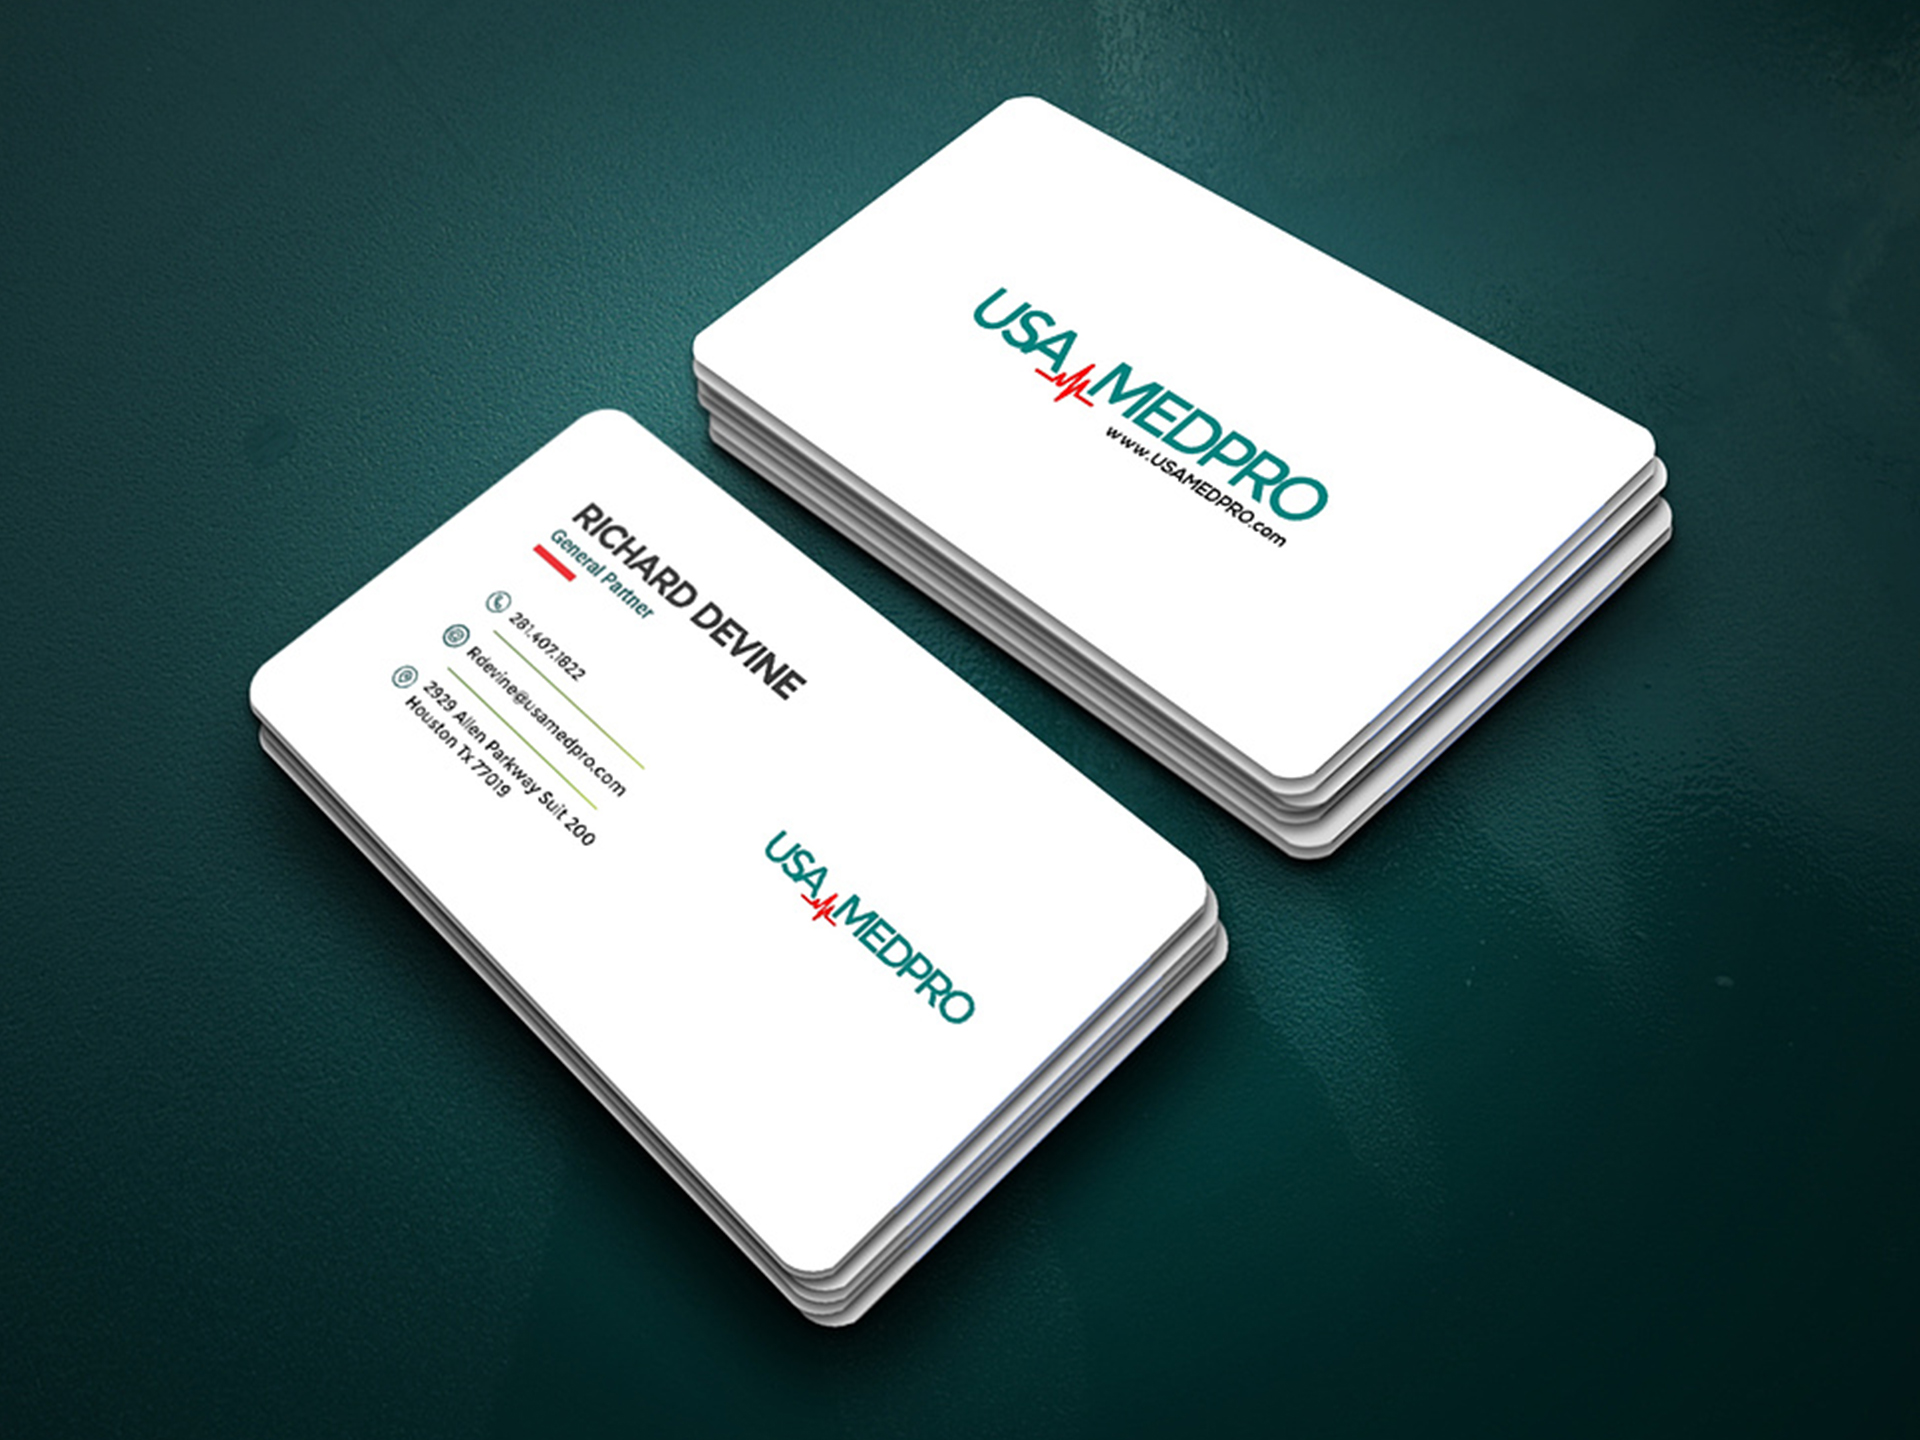 USA MEDPRO
www.USAMEDPRO.com
RICHARD DEVINE
General Partner
281.407.1822
Rdevine@usamedpro.com
2929 Allen Parkway Suit 200
Houston Tx 77019
USA MEDPRO